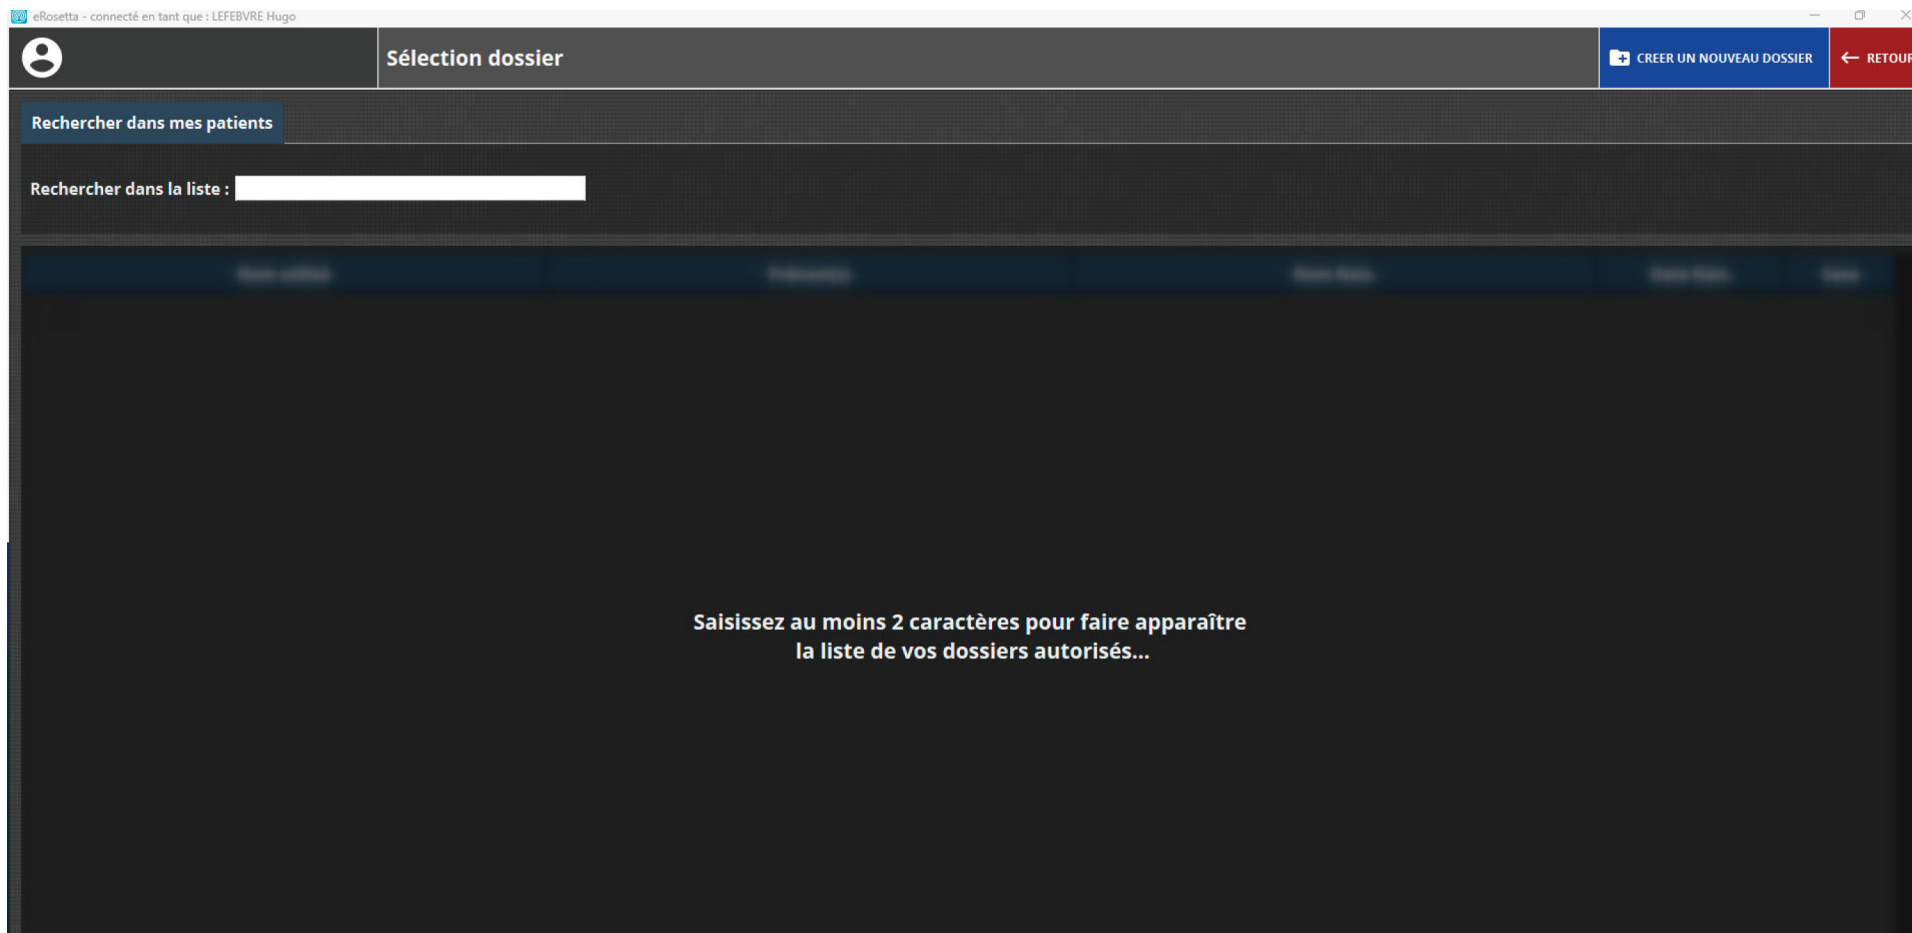 eRosetta - connecté en tant que : LEFEBVRE Hugo
Sélection dossier
CREER UN NOUVEAU DOSSIER
RETOUR
Rechercher dans mes patients
Rechercher dans la liste :
Saisissez au moins 2 caractères pour faire apparaître
la liste de vos dossiers autorisés...